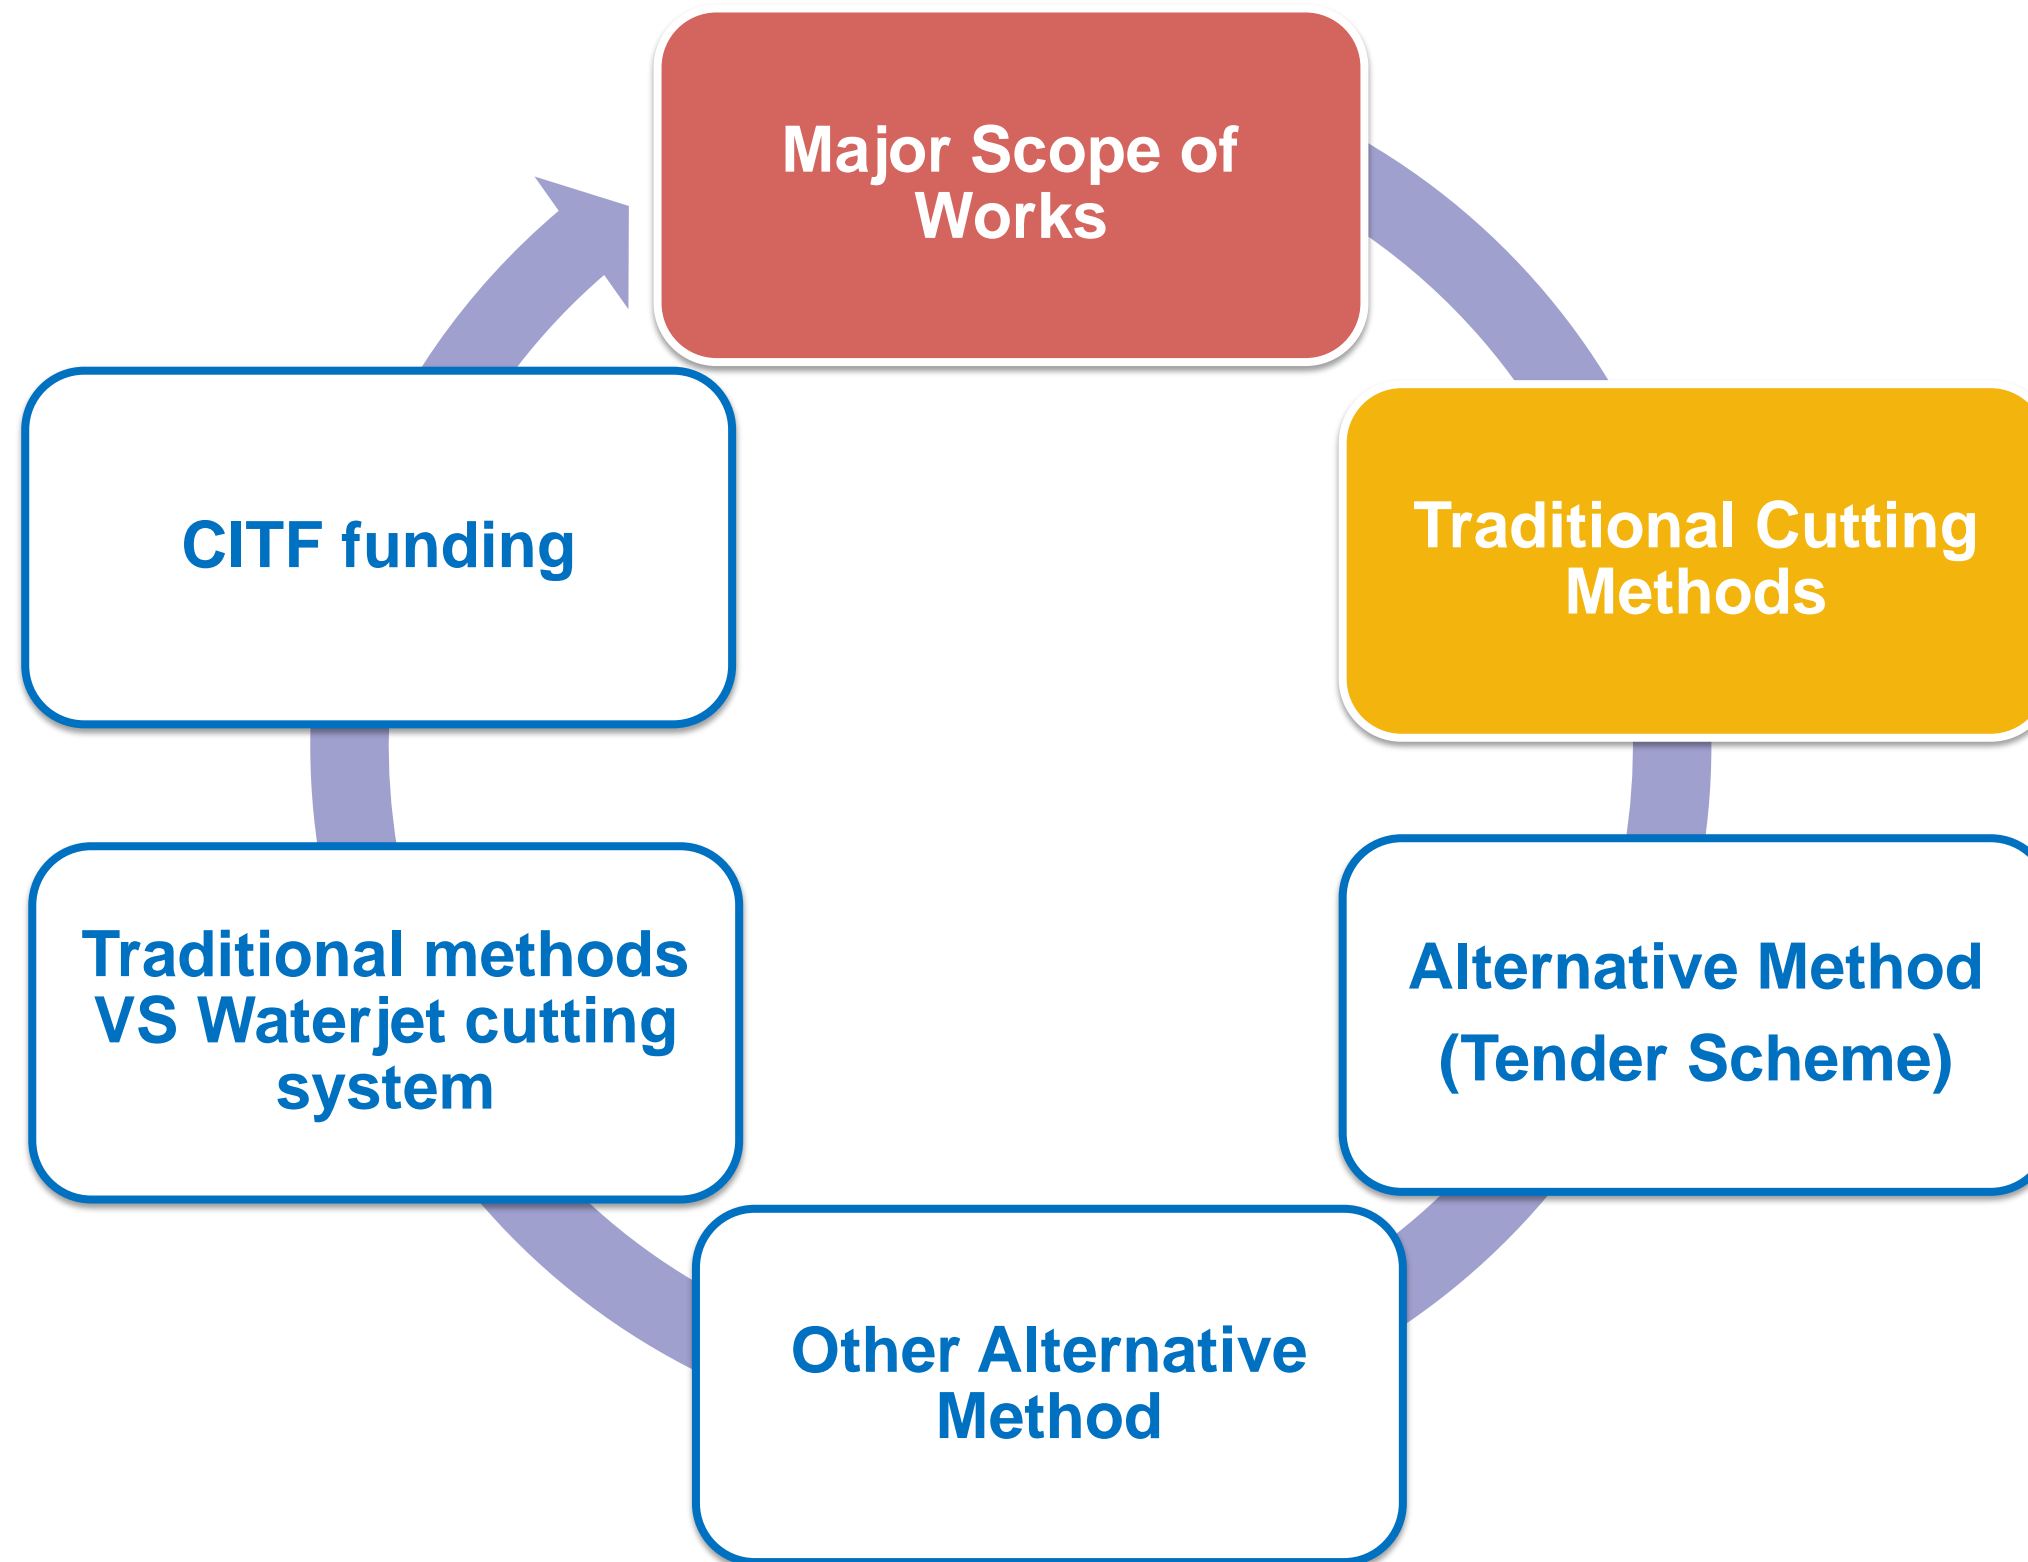 Major Scope of
Works
Traditional Cutting
Methods
Alternative Method
(Tender Scheme)
Other Alternative
Method
Traditional methods
VS Waterjet cutting
system
CITF funding